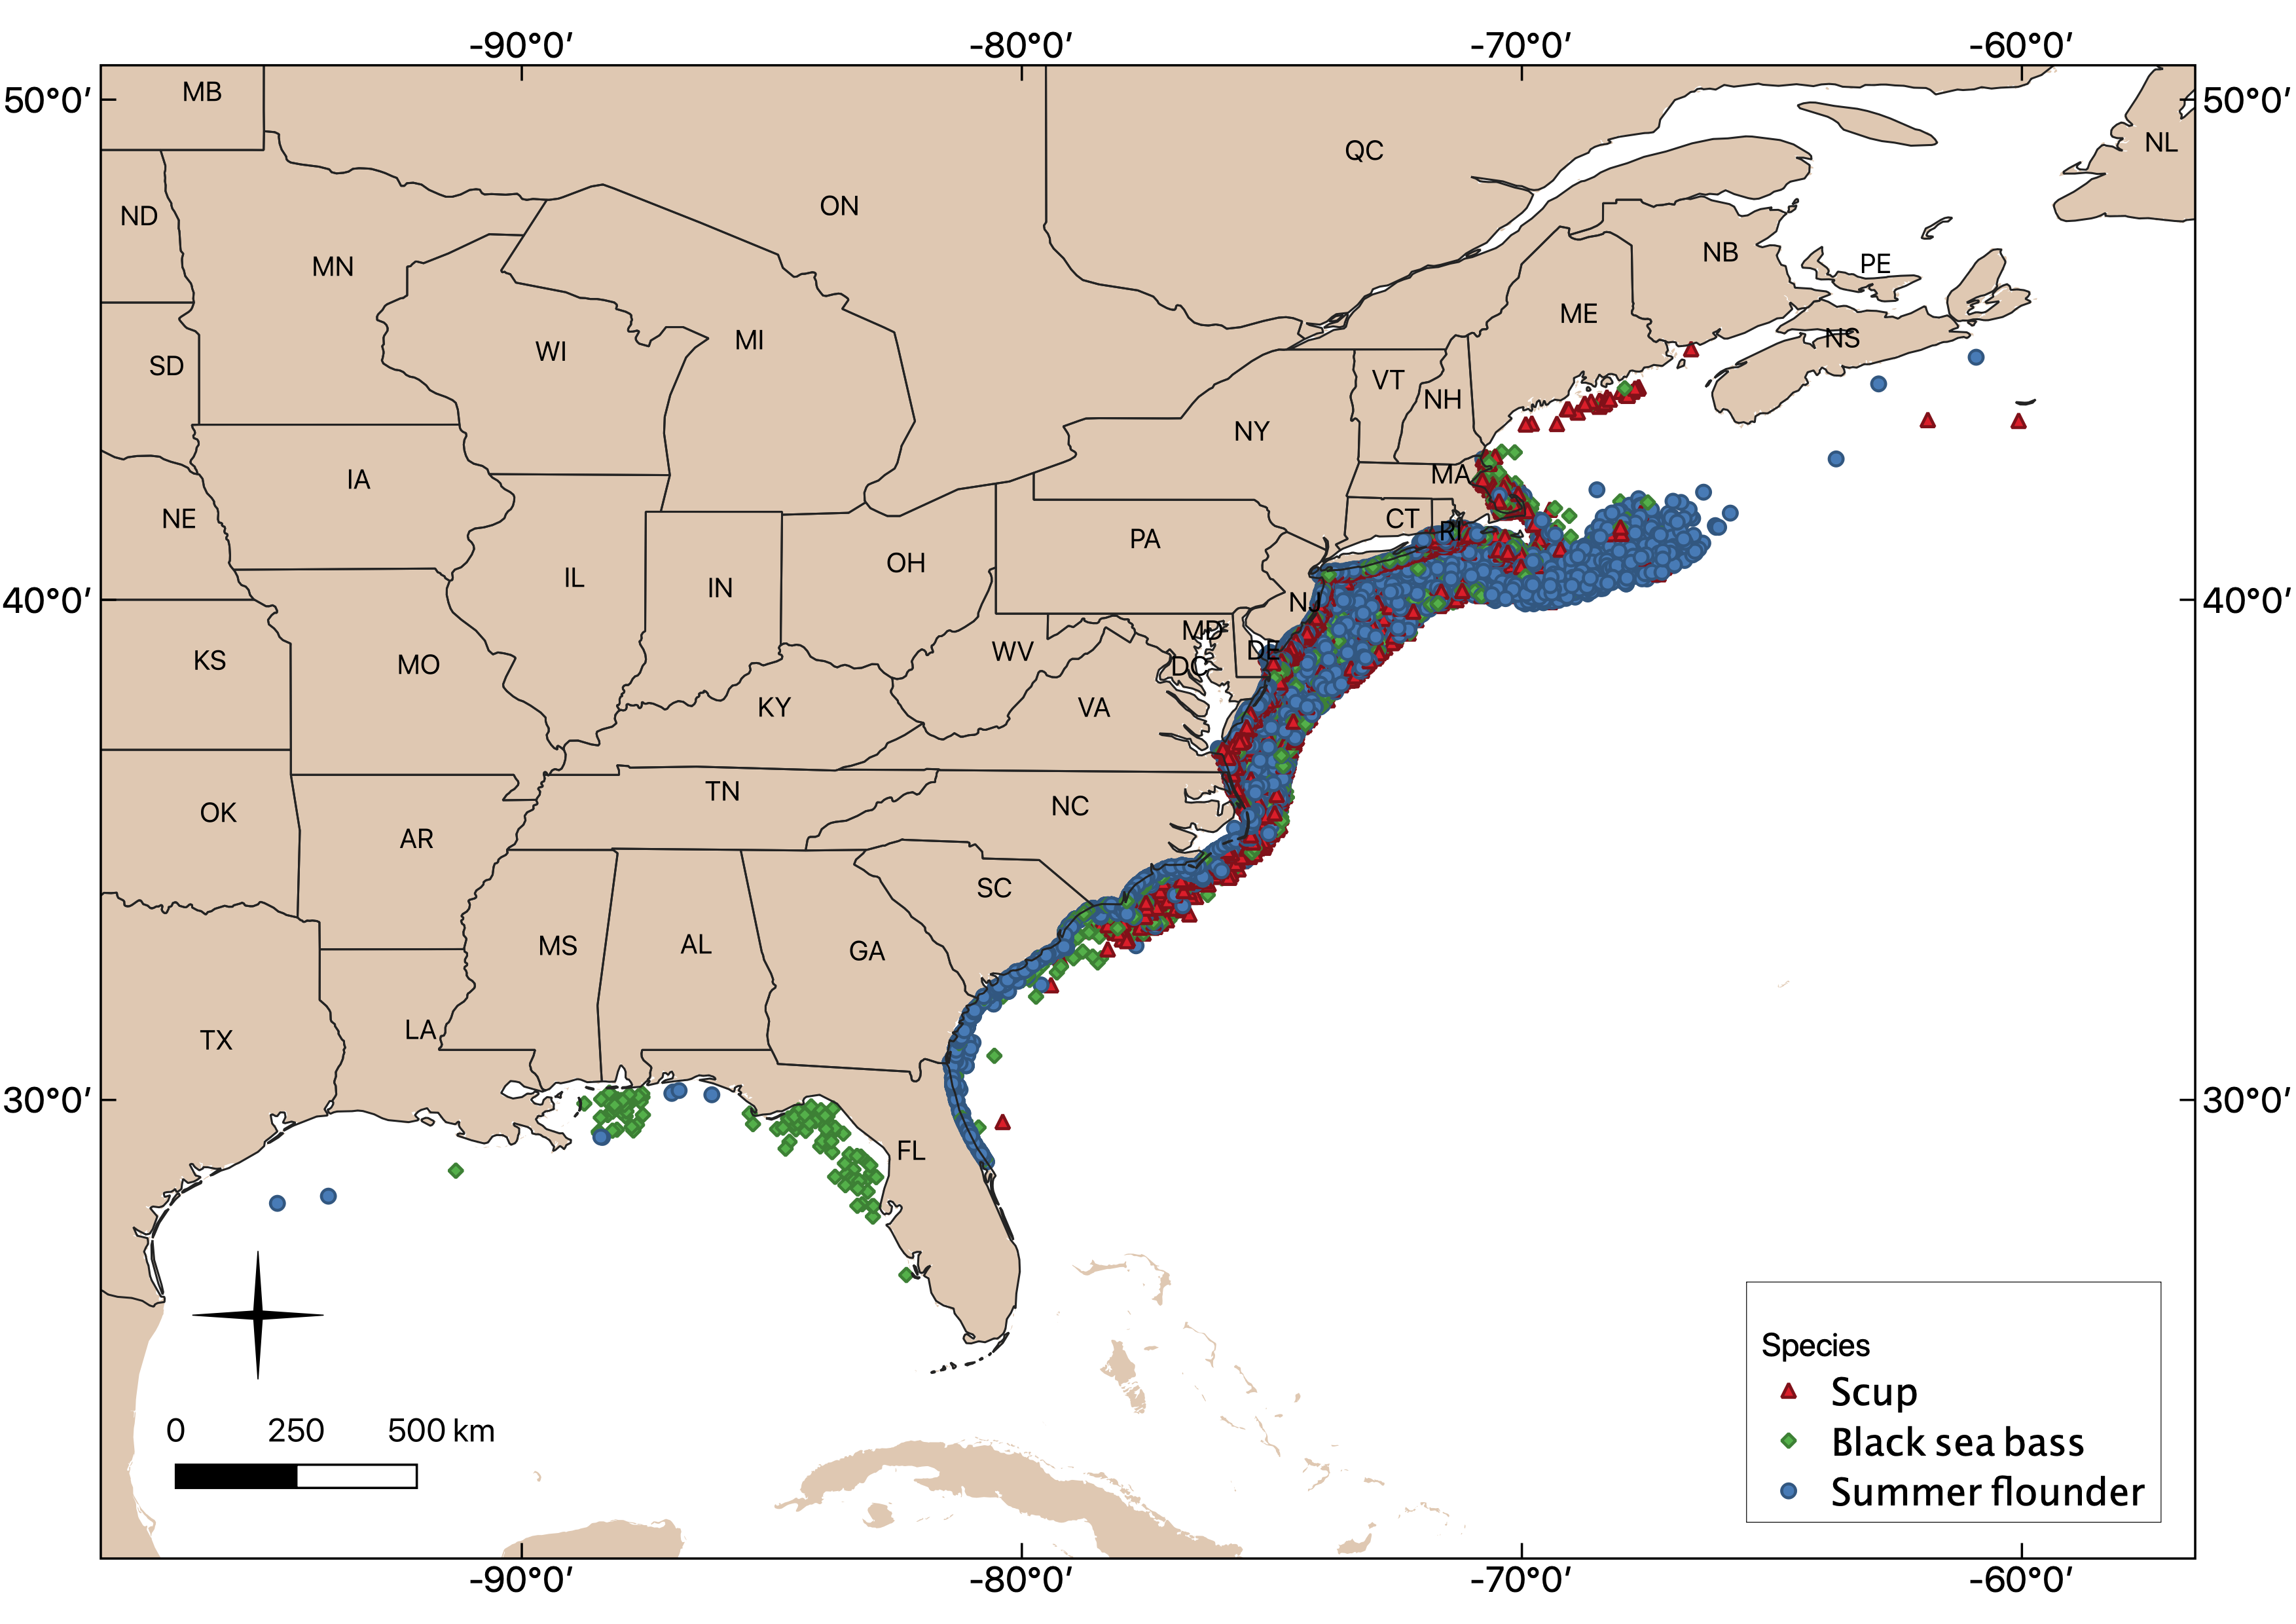 -90°0′ -80°0′ -70°0′ -60°0′
50°0′ MB 50°0′
QC NL
ON
ND
NB
MN PE
ME
NS
MI
WI
SD
VT
NH
NY
MA
IA
NE CT
RI
PA
OH
IL IN
40°0′ NJ 40°0′
MD
WV DE
KS MO DC
KY VA
TN
NC
OK
AR
SC
MS AL GA
LA
TX
30°0′ 30°0′
FL
Species
Scup
0 250 500 km
Black sea bass
Summer flounder
-90°0′ -80°0′ -70°0′ -60°0′